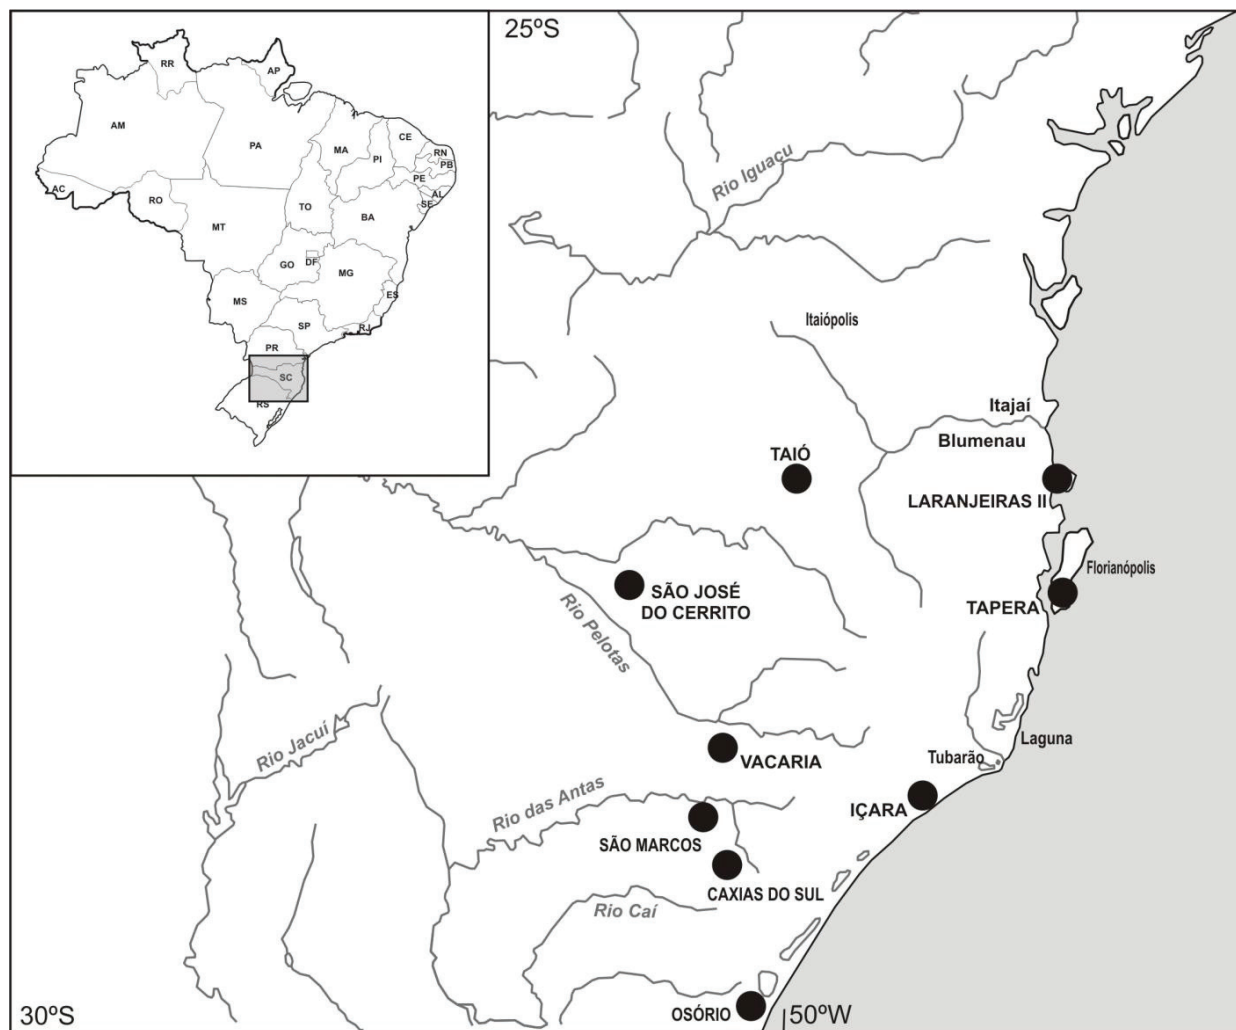 RR
AP
AM
PA
MA
CE
RN
PB
PI
PE
AL
SE
AC
RO
TO
BA
MT
GO
DF
MG
MS
ES
SP
RJ
PR
SC
RS
25ºS
Rio Iguaçu
Itaiópolis
Itajaí
Blumenau
TAIÓ
LARANJEIRAS II
Florianópolis
SÃO JOSÉ
DO CERRITO
TAPERA
Rio Pelotas
Rio Jacuí
Laguna
Tubarão
VACARIA
Rio das Antas
IÇARA
SÃO MARCOS
CAXIAS DO SUL
Rio Caí
OSÓRIO
30ºS
50ºW